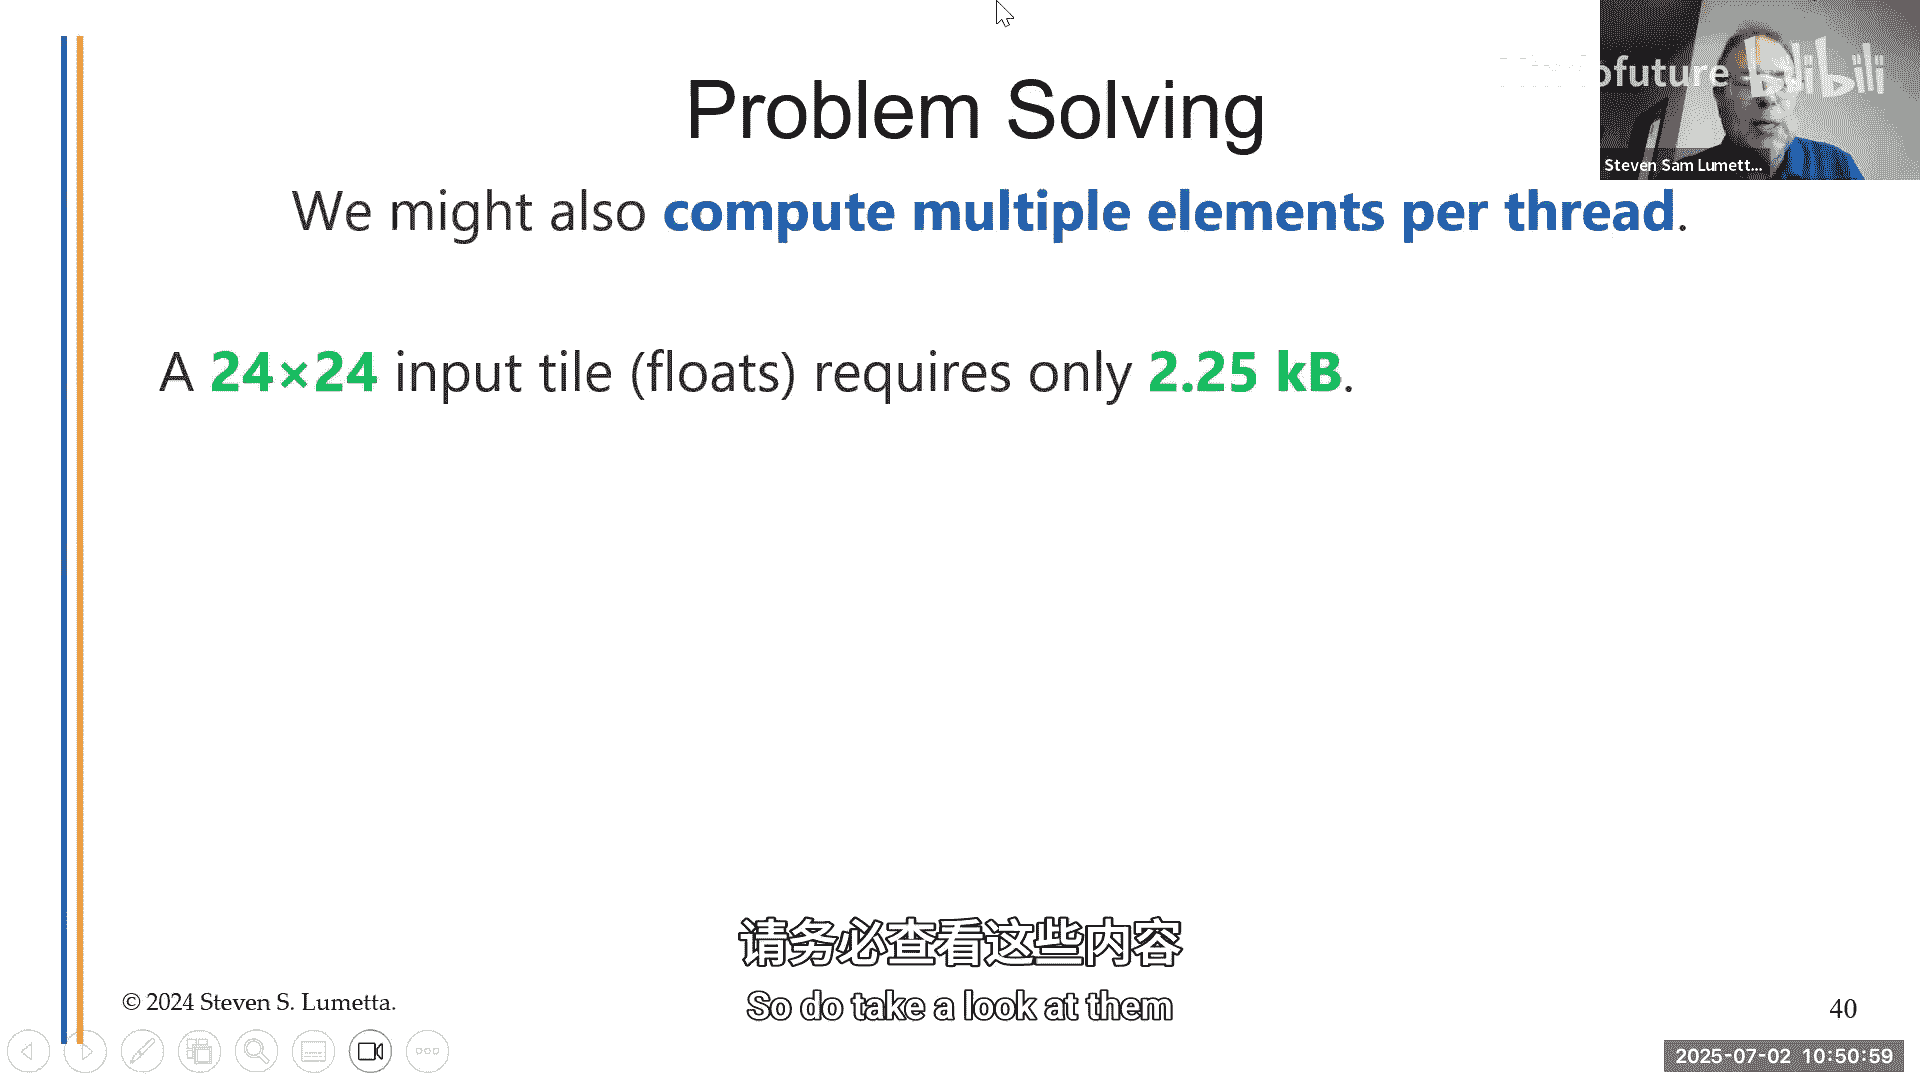 Problem Solving
ofuture
bilibili
Steven Sam Lumett...
We might also compute multiple elements per thread.
A 24×24 input tile (floats) requires only 2.25 kB.
请务必查看这些内容
So do take a look at them
© 2024 Steven S. Lumetta.
40
2025-07-02 10:50:59